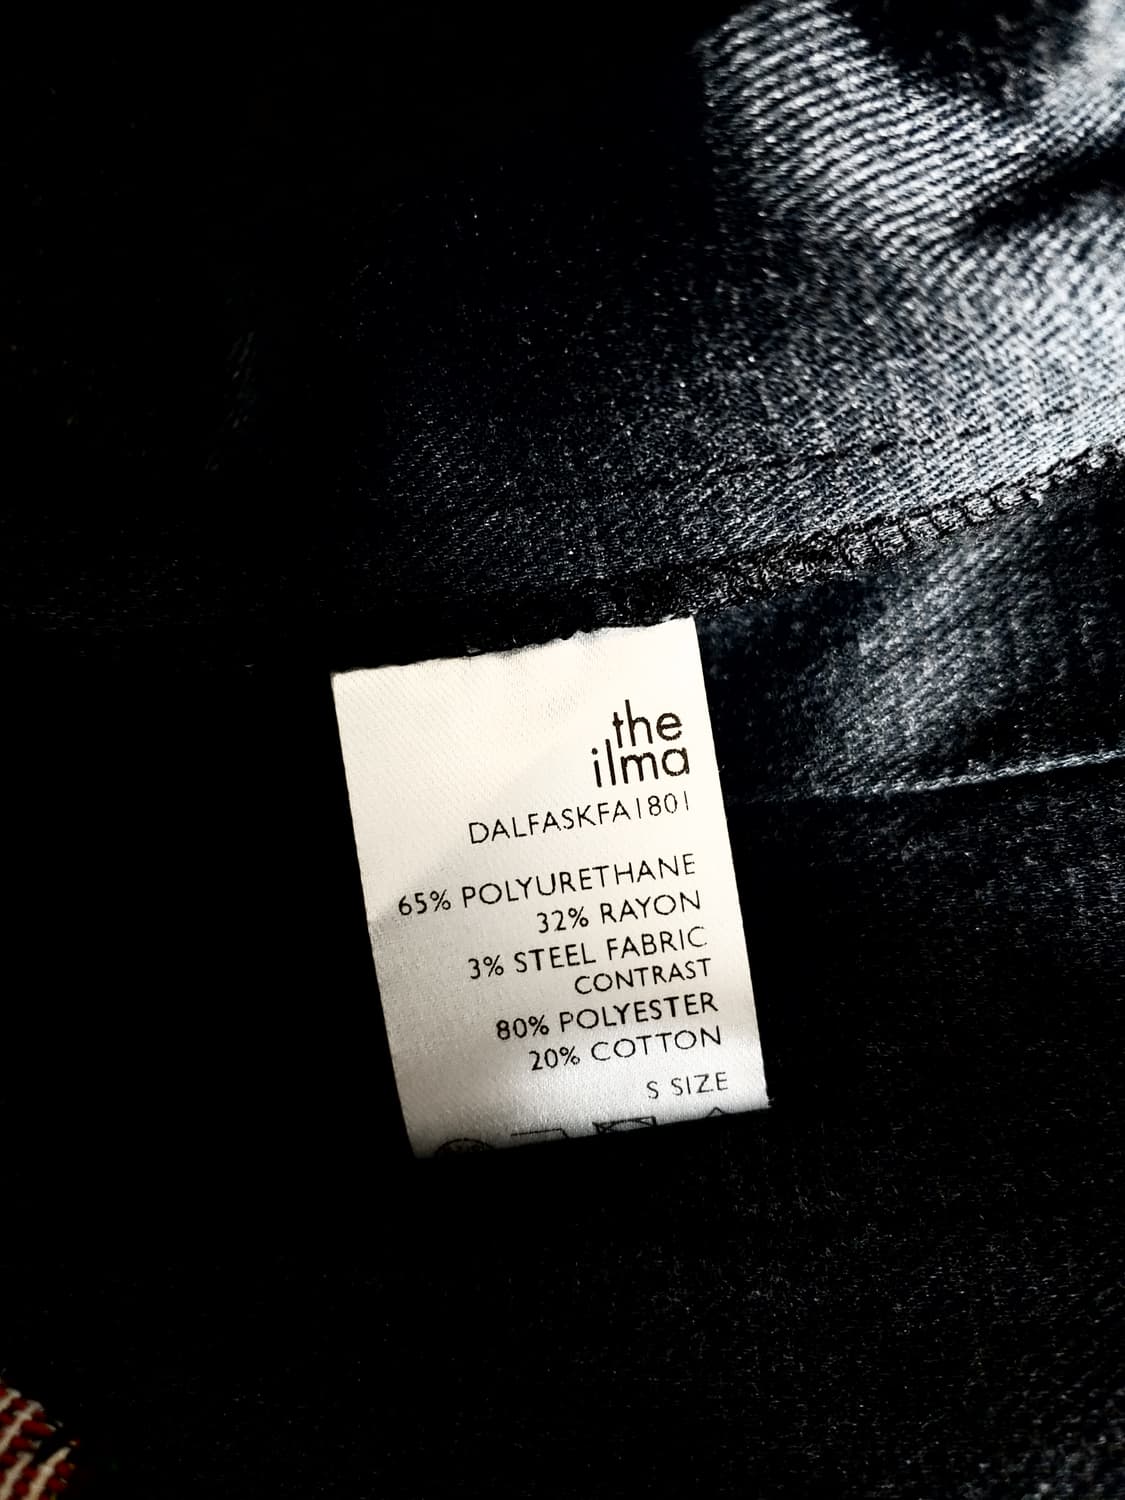 the
ilma
DALFASKFA1801
65% POLYURETHANE
32% RAYON
3% STEEL FABRIC
CONTRAST
80% POLYESTER
20% COTTON
S SIZE